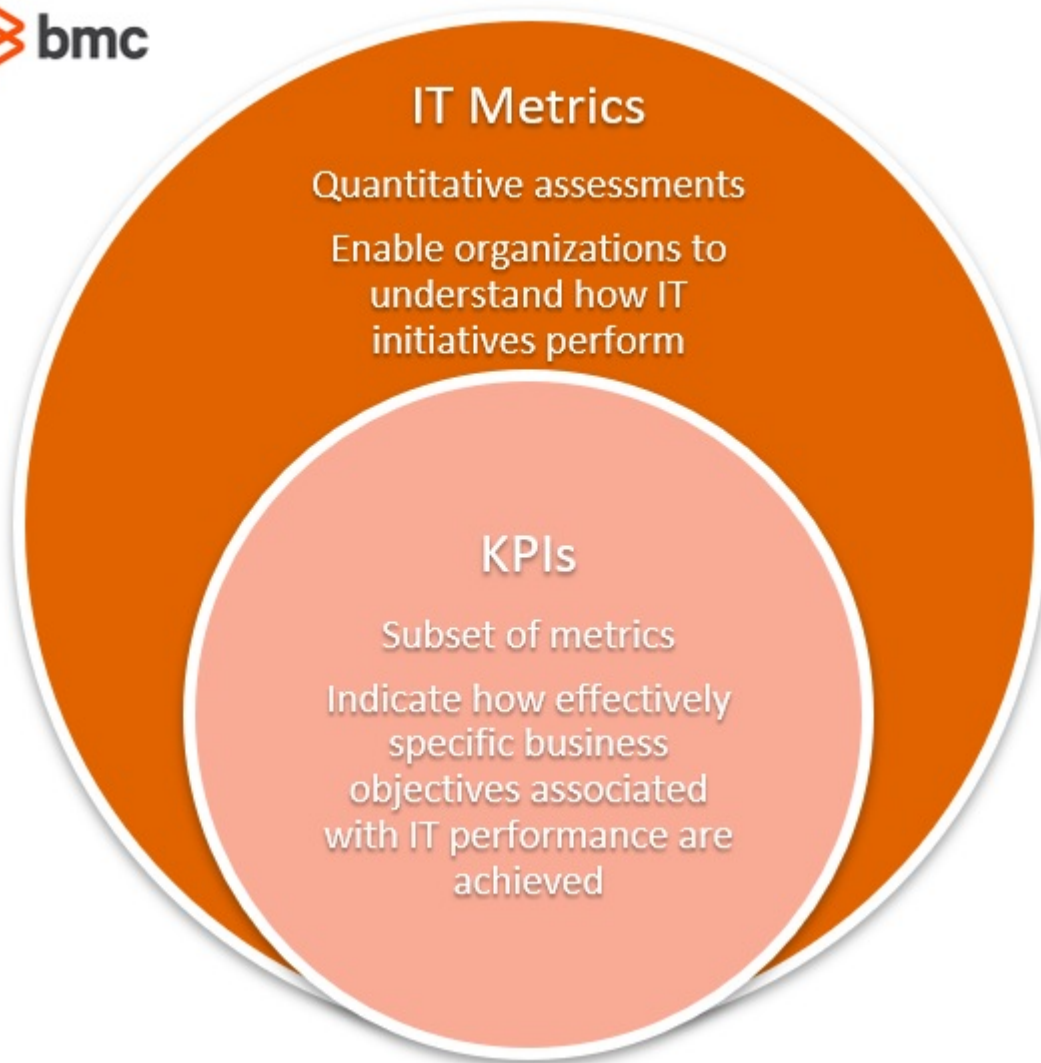 bmc
IT Metrics
Quantitative assessments
Enable organizations to
understand how IT
initiatives perform
KPIs
Subset of metrics
Indicate how effectively
specific business
objectives associated
with IT performance are
achieved